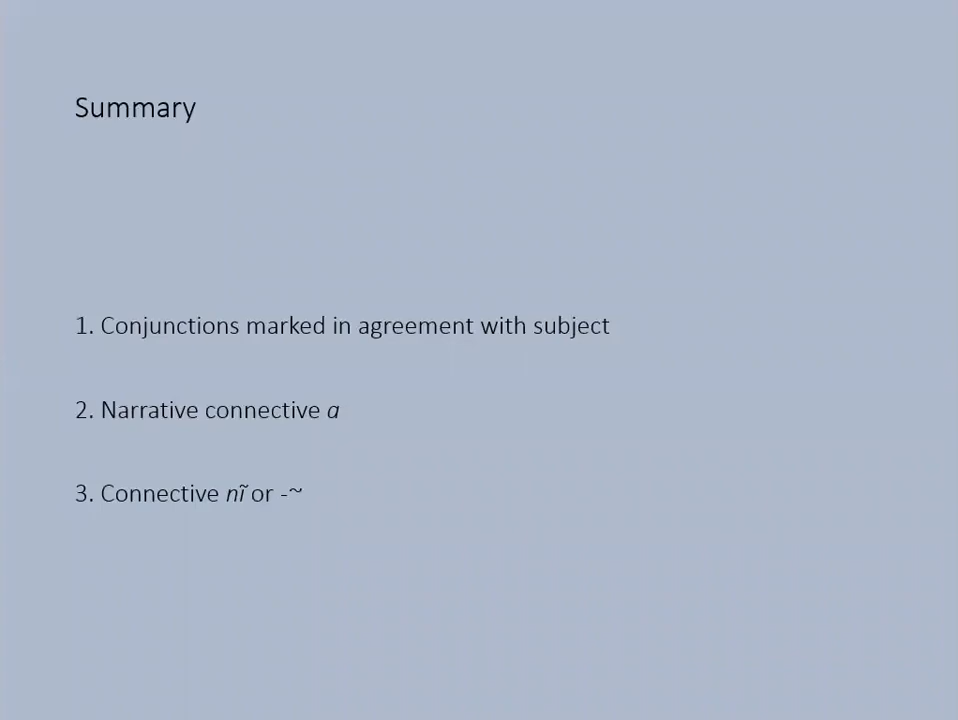 Summary
1. Conjunctions marked in agreement with subject
2. Narrative connective a
3. Connective nĩ or -~